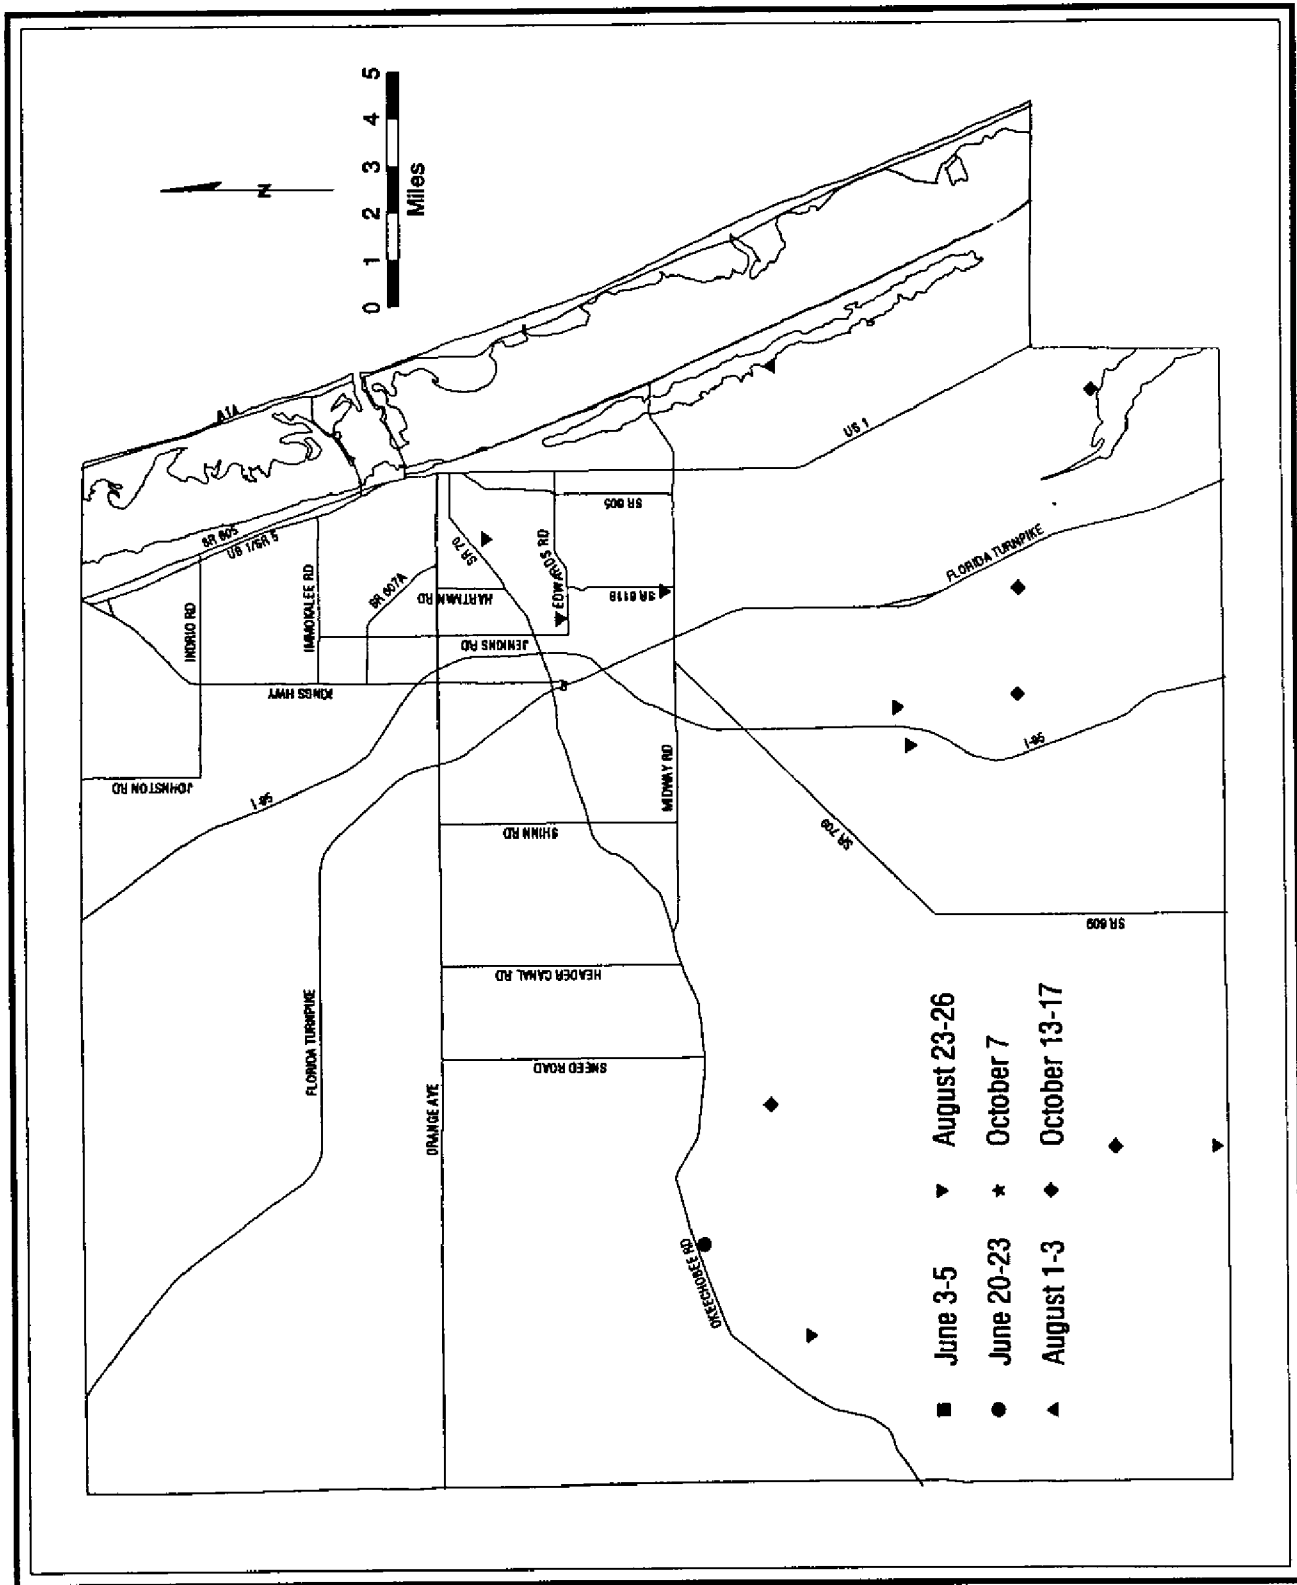 0 1 2 3 4 5
Miles
N
A1A
SR 605
US 1/SR 5
INDRIO RD
IMMOKALEE RD
SR 607A
HARTMAN RD
SR 70
EDWARDS RD
SR 605
SR 611B
JENKINS RD
KINGS HWY
JOHNSTON RD
I-95
US 1
FLORIDA TURNPIKE
MIDWAY RD
I-95
SHINN RD
SR 709
SR 609
HEADER CANAL RD
FLORIDA TURNPIKE
SNEED ROAD
ORANGE AVE
OKEECHOBEE RD
June 3-5
August 23-26
June 20-23
October 7
August 1-3
October 13-17